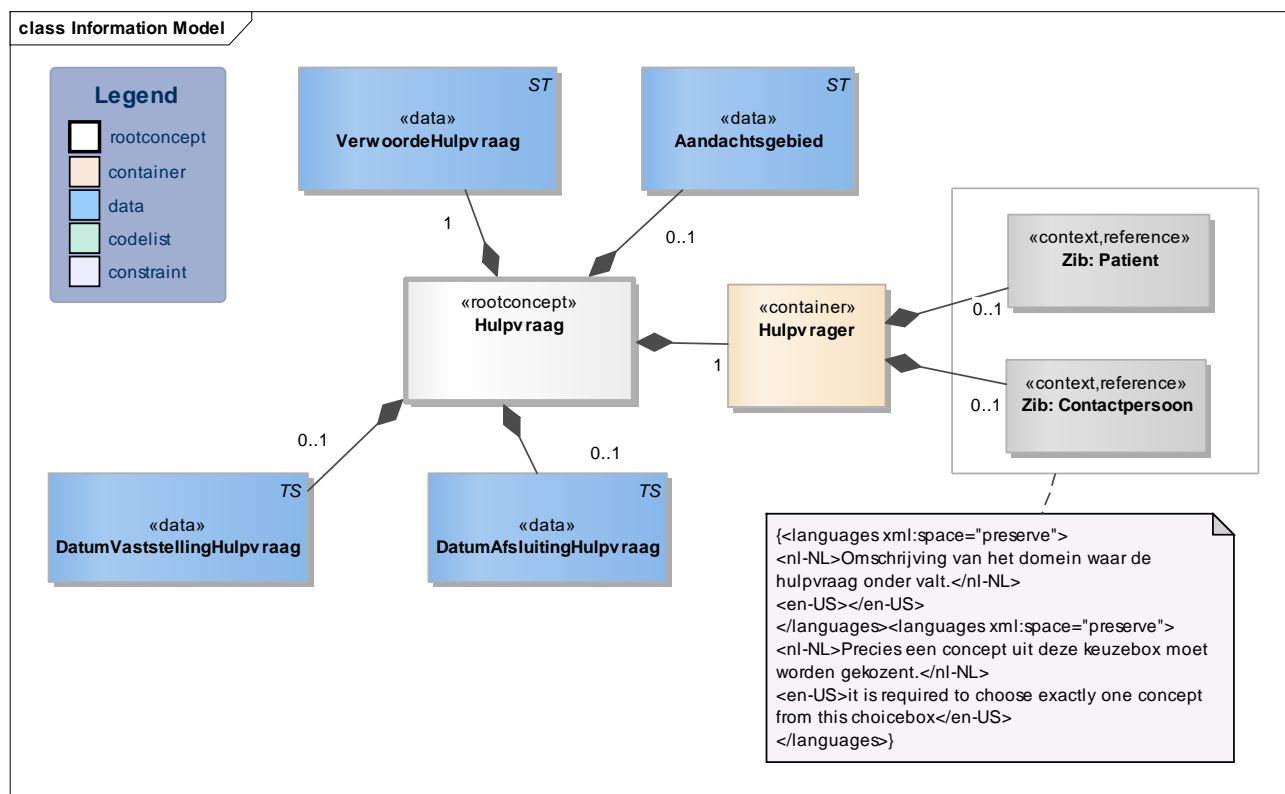 class Information Model
Legend
rootconcept
container
data
codelist
constraint
ST
«data»
VerwoordeHulpvraag
ST
«data»
Aandachtsgebied
1
0..1
«rootconcept»
Hulpvraag
«container»
Hulpvrager
1
«context,reference»
Zib: Patient
0..1
«context,reference»
Zib: Contactpersoon
0..1
0..1
0..1
TS
«data»
DatumVaststellingHulpvraag
TS
«data»
DatumAfsluitingHulpvraag
{<languages xml:space="preserve">
<nl-NL>Omschrijving van het domein waar de
hulpvraag onder valt.</nl-NL>
<en-US></en-US>
</languages><languages xml:space="preserve">
<nl-NL>Precies een concept uit deze keuzebox moet
worden gekozent.</nl-NL>
<en-US>it is required to choose exactly one concept
from this choicebox</en-US>
</languages>}